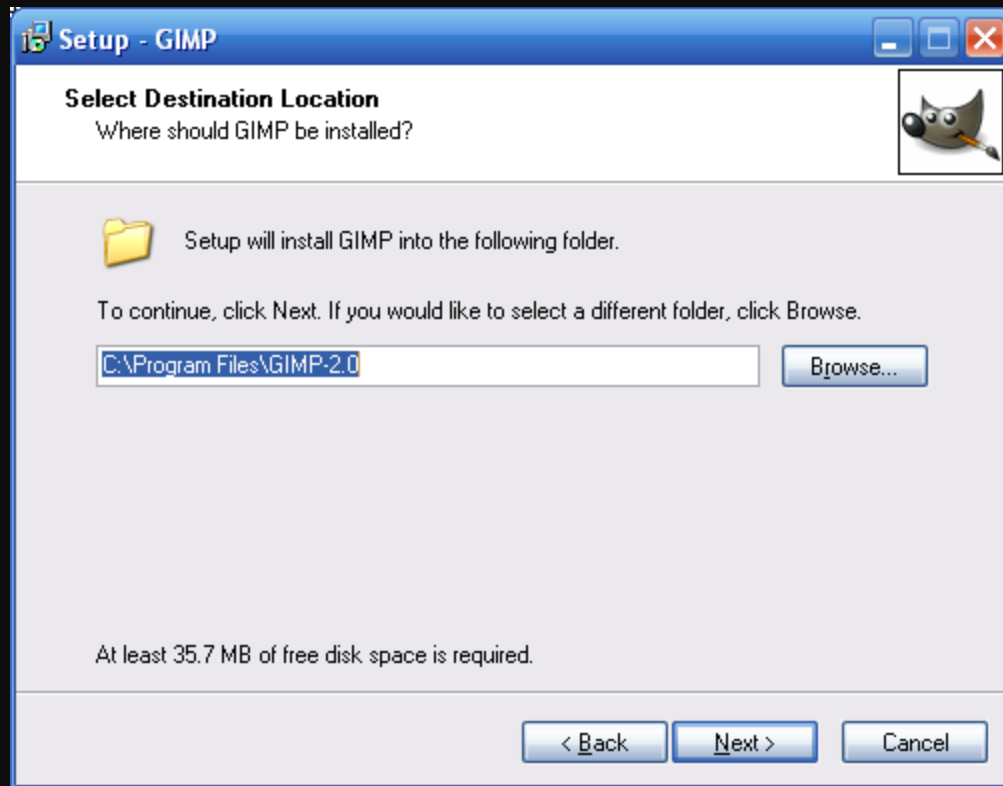 Setup - GIMP
Select Destination Location
Where should GIMP be installed?
Setup will install GIMP into the following folder.
To continue, click Next. If you would like to select a different folder, click Browse.
C:\Program Files\GIMP-2.0
Browse...
At least 35.7 MB of free disk space is required.
< Back
Next >
Cancel